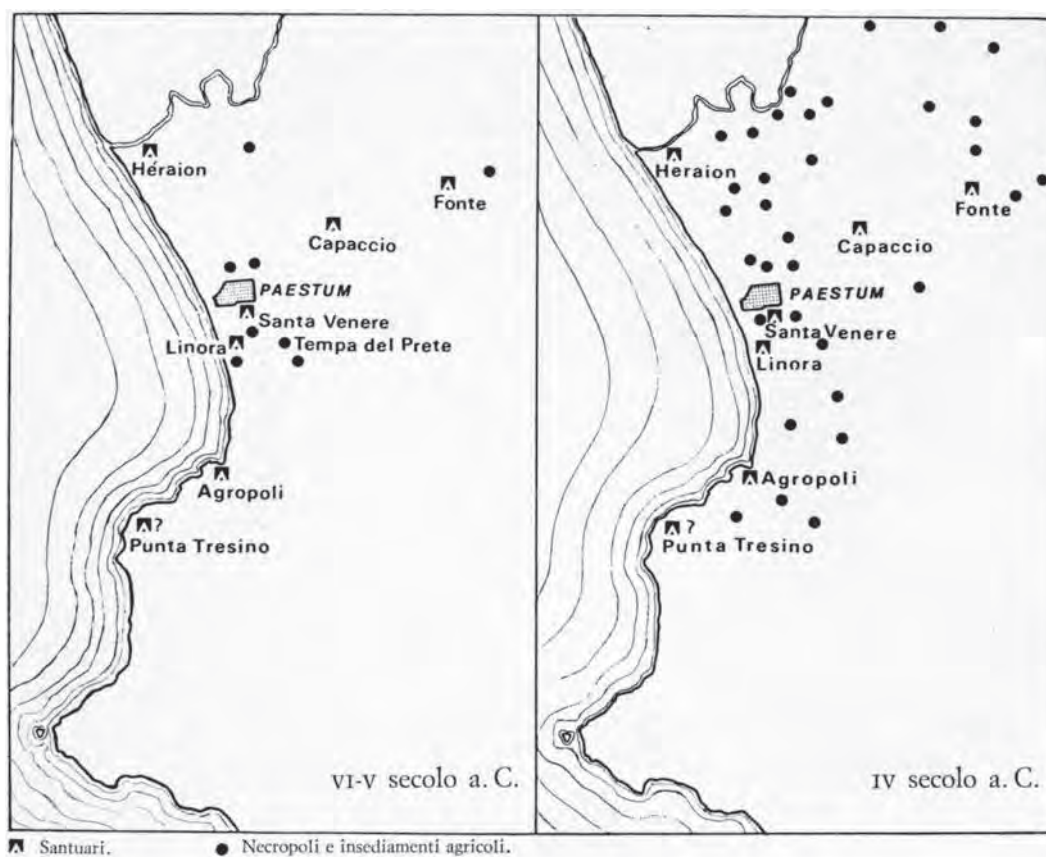 Héraion
Fonte
Capaccio
PAESTUM
Santa Venere
Linora
Tempa del Prete
Agropoli
?
Punta Tresino
VI-V secolo a. C.
Heraion
Fonte
Capaccio
PAESTUM
Santa Venere
Linora
Agropoli
?
Punta Tresino
IV secolo a. C.
Santuari.
Necropoli e insediamenti agricoli.